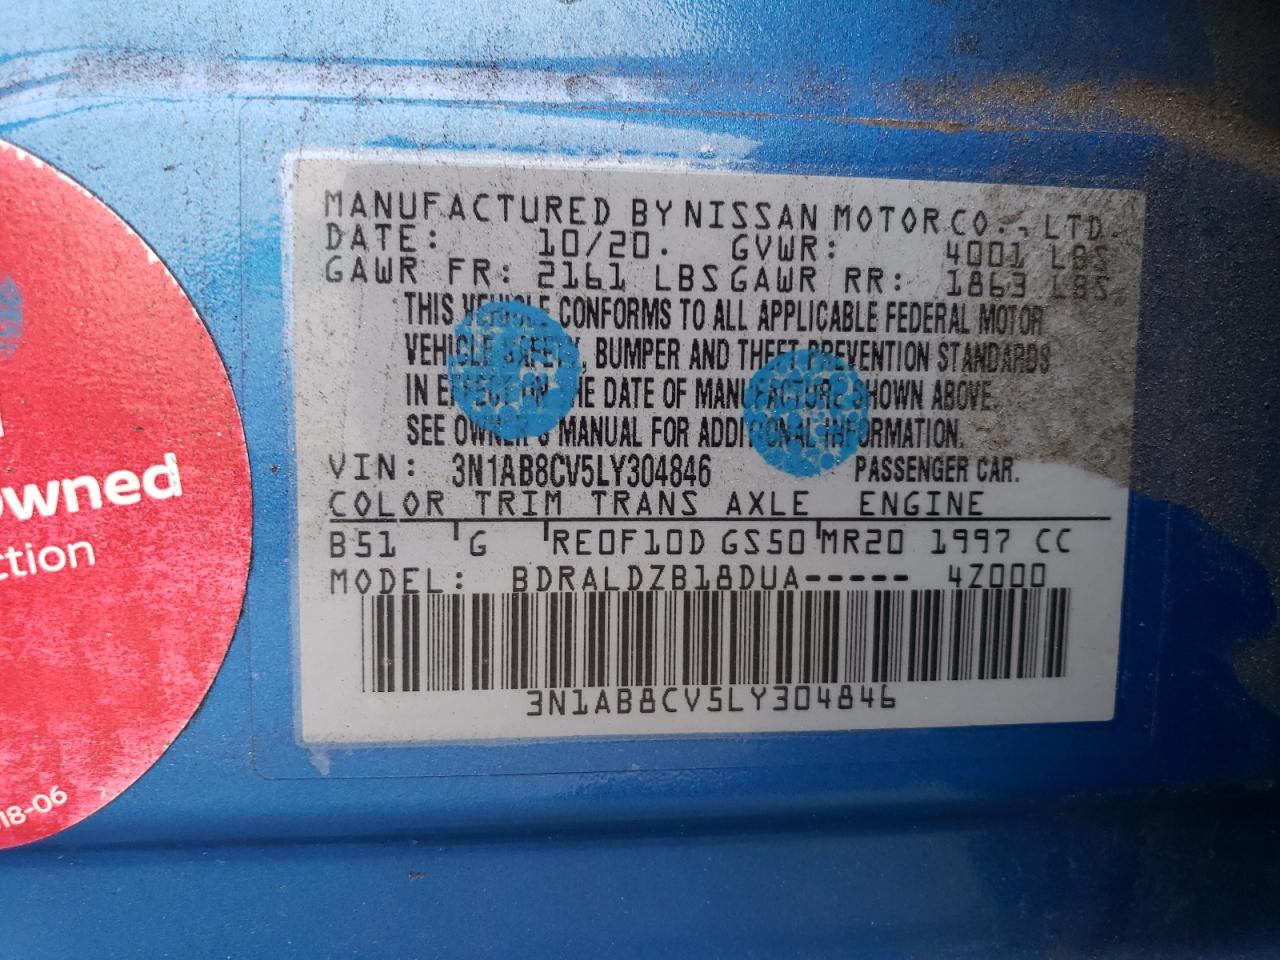 MANUFACTURED BY NISSAN MOTOR CO., LTD.
DATE: 10/20. GVWR: 4001 LBS
GAWR FR: 2161 LBS GAWR RR: 1863 LBS
THIS VEHICLE CONFORMS TO ALL APPLICABLE FEDERAL MOTOR
VEHICLE SAFETY, BUMPER AND THEFT PREVENTION STANDARDS
IN EFFECT ON THE DATE OF MANUFACTURE SHOWN ABOVE.
SEE OWNER'S MANUAL FOR ADDITIONAL INFORMATION.
VIN: 3N1AB8CV5LY304846 PASSENGER CAR.
COLOR TRIM TRANS AXLE ENGINE
B51 G RE0F10D GS50 MR20 1997 CC
MODEL: BDRALDZB18DUA----- 4Z000
3N1AB8CV5LY304846
wned
ction
18-06